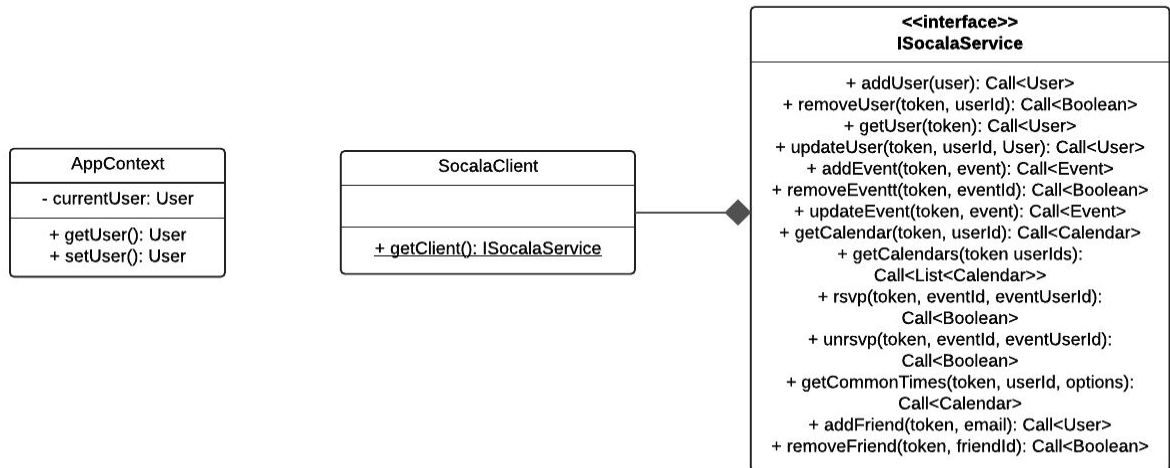 AppContext
- currentUser: User
+ getUser(): User
+ setUser(): User
SocalaClient
+ getClient(): ISocalaService
<<interface>>
ISocalaService
+ addUser(user): Call<User>
+ removeUser(token, userId): Call<Boolean>
+ getUser(token): Call<User>
+ updateUser(token, userId, User): Call<User>
+ addEvent(token, event): Call<Event>
+ removeEventt(token, eventId): Call<Boolean>
+ updateEvent(token, event): Call<Event>
+ getCalendar(token, userId): Call<Calendar>
+ getCalendars(token userIds):
Call<List<Calendar>>
+ rsvp(token, eventId, eventUserId):
Call<Boolean>
+ unrsvp(token, eventId, eventUserId):
Call<Boolean>
+ getCommonTimes(token, userId, options):
Call<Calendar>
+ addFriend(token, email): Call<User>
+ removeFriend(token, friendId): Call<Boolean>